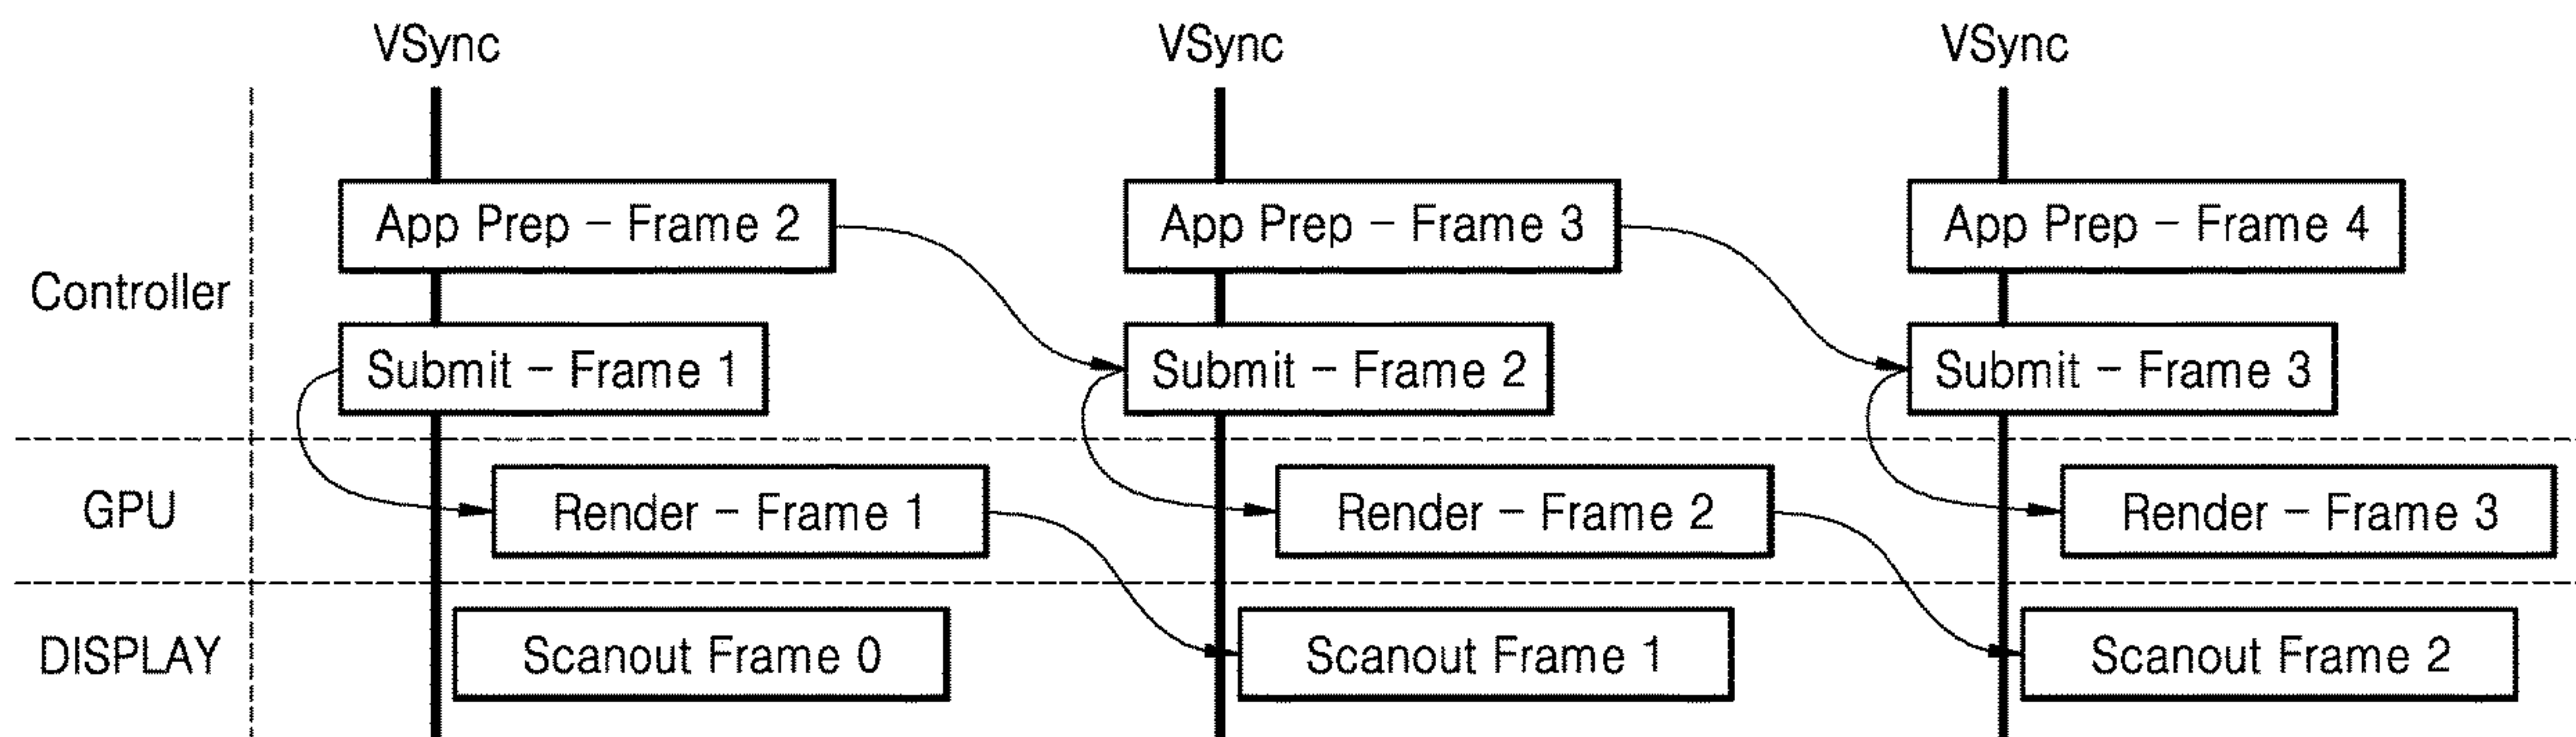 VSync VSync VSync
App Prep – Frame 2 App Prep – Frame 3 App Prep – Frame 4
Controller
Submit – Frame 1 Submit – Frame 2 Submit – Frame 3
GPU Render – Frame 1 Render – Frame 2 Render – Frame 3
DISPLAY Scanout Frame 0 Scanout Frame 1 Scanout Frame 2